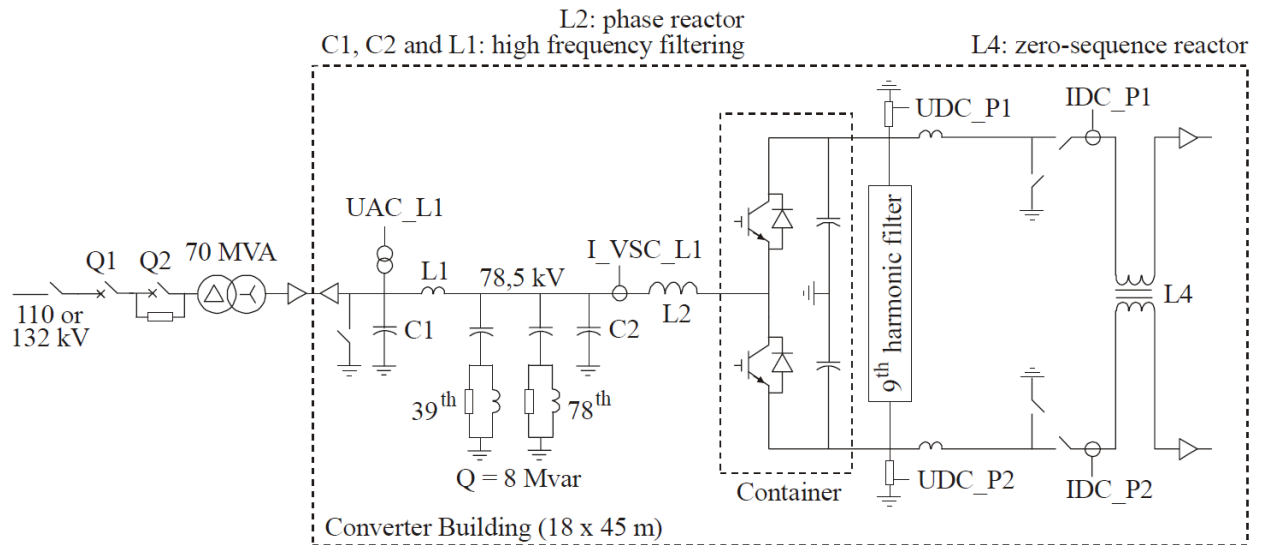 L2: phase reactor
C1, C2 and L1: high frequency filtering
L4: zero-sequence reactor
UDC_P1
IDC_P1
UAC_L1
I_VSC_L1
Q1
Q2
70 MVA
L1
78,5 kV
L2
L4
110 or
132 kV
C1
C2
9th harmonic filter
39th
78th
Q = 8 Mvar
Container
UDC_P2
IDC_P2
Converter Building (18 x 45 m)